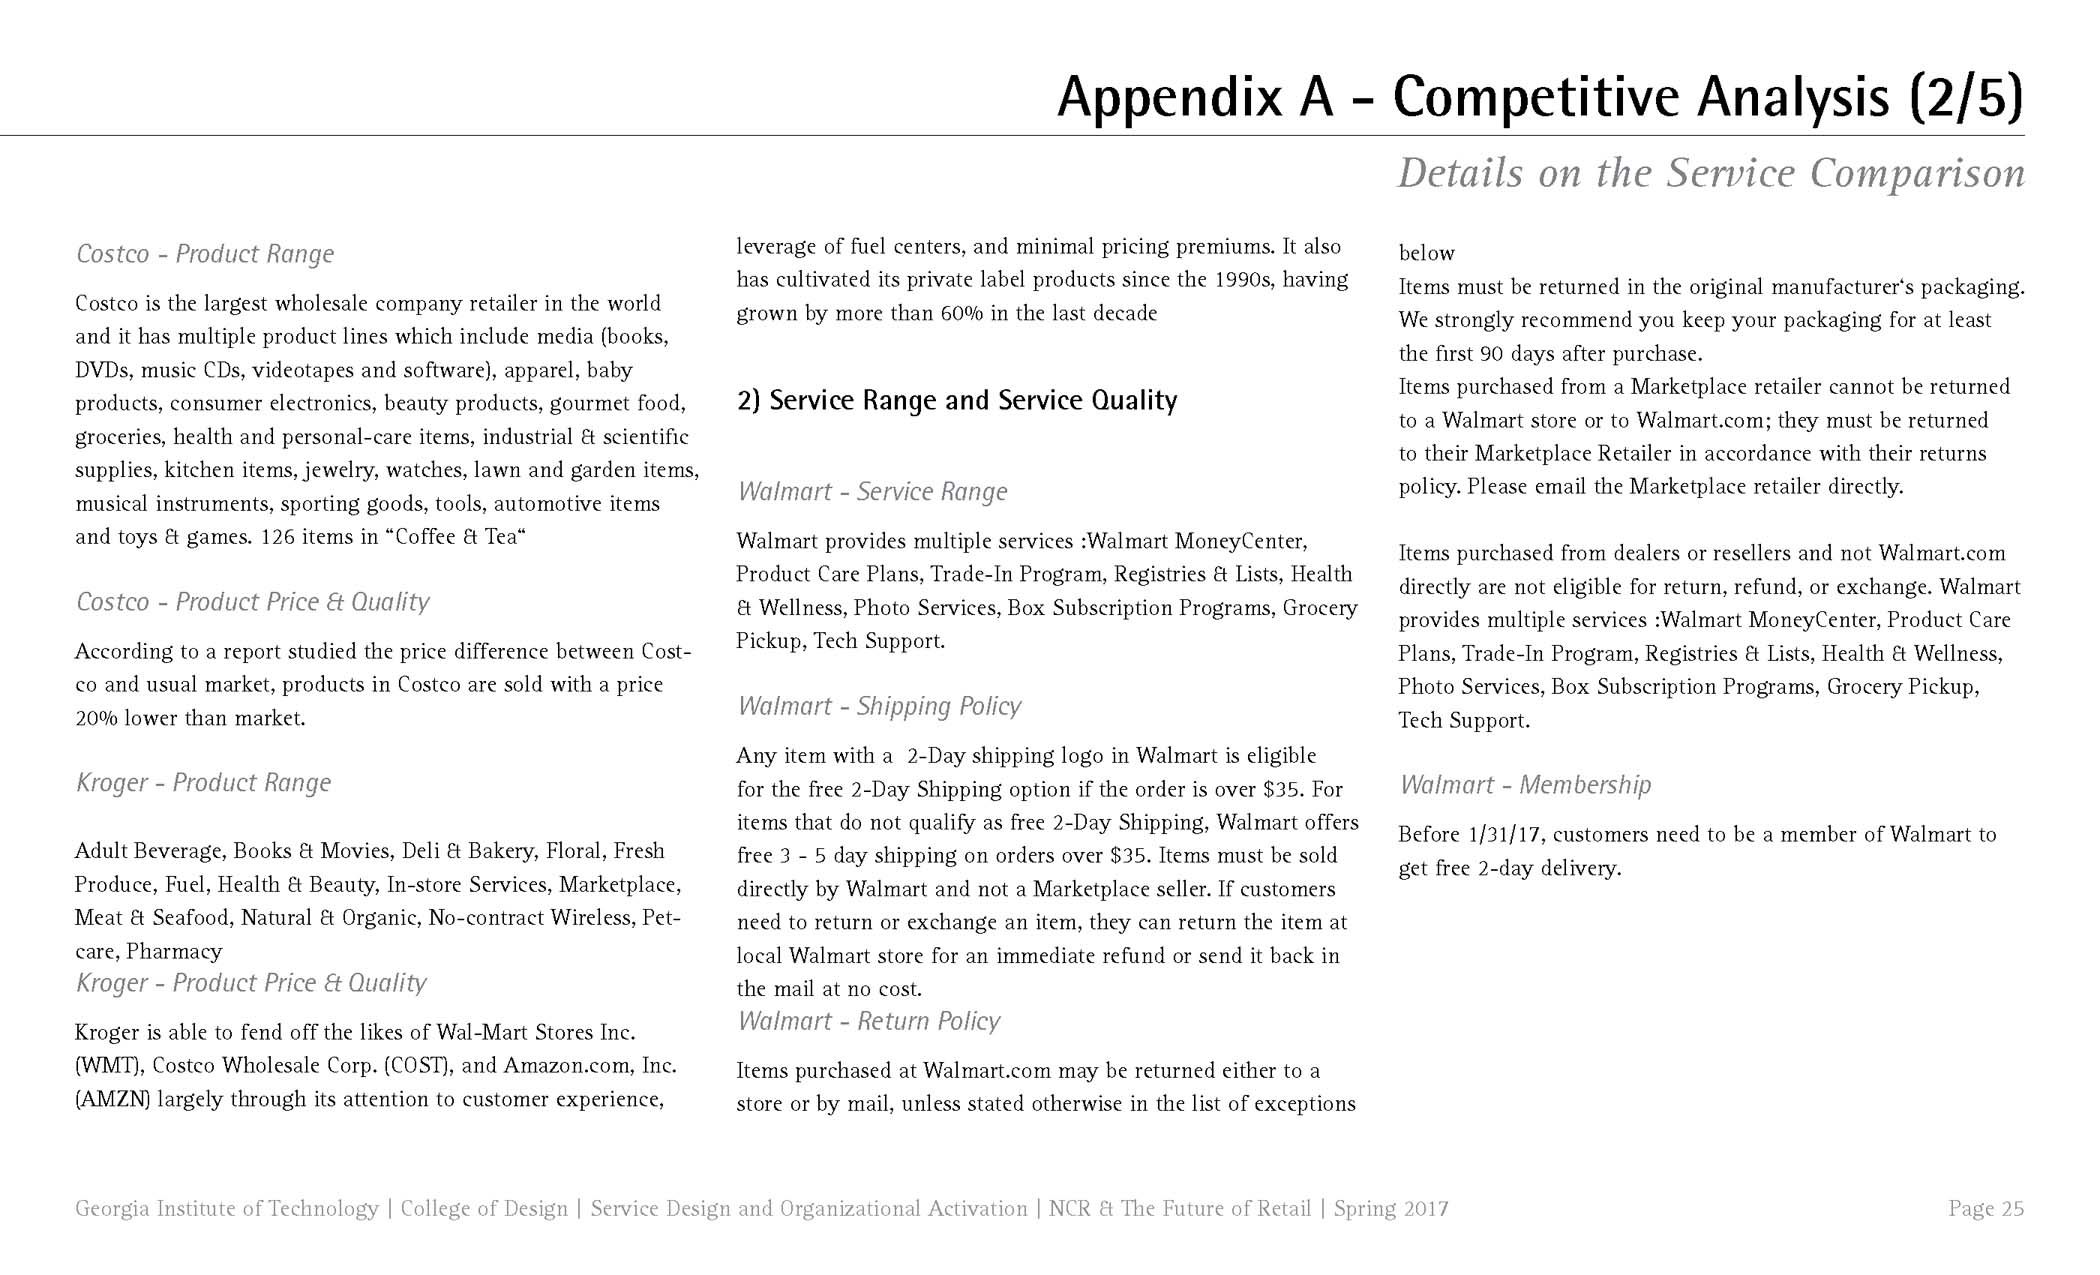 Appendix A - Competitive Analysis (2/5)
Details on the Service Comparison
Costco - Product Range
Costco is the largest wholesale company retailer in the world
and it has multiple product lines which include media (books,
DVDs, music CDs, videotapes and software), apparel, baby
products, consumer electronics, beauty products, gourmet food,
groceries, health and personal-care items, industrial & scientific
supplies, kitchen items, jewelry, watches, lawn and garden items,
musical instruments, sporting goods, tools, automotive items
and toys & games. 126 items in “Coffee & Tea“
Costco - Product Price & Quality
According to a report studied the price difference between Cost-
co and usual market, products in Costco are sold with a price
20% lower than market.
Kroger - Product Range
Adult Beverage, Books & Movies, Deli & Bakery, Floral, Fresh
Produce, Fuel, Health & Beauty, In-store Services, Marketplace,
Meat & Seafood, Natural & Organic, No-contract Wireless, Pet-
care, Pharmacy
Kroger - Product Price & Quality
Kroger is able to fend off the likes of Wal-Mart Stores Inc.
(WMT), Costco Wholesale Corp. (COST), and Amazon.com, Inc.
(AMZN) largely through its attention to customer experience,
leverage of fuel centers, and minimal pricing premiums. It also
has cultivated its private label products since the 1990s, having
grown by more than 60% in the last decade
2) Service Range and Service Quality
Walmart - Service Range
Walmart provides multiple services :Walmart MoneyCenter,
Product Care Plans, Trade-In Program, Registries & Lists, Health
& Wellness, Photo Services, Box Subscription Programs, Grocery
Pickup, Tech Support.
Walmart - Shipping Policy
Any item with a  2-Day shipping logo in Walmart is eligible
for the free 2-Day Shipping option if the order is over $35. For
items that do not qualify as free 2-Day Shipping, Walmart offers
free 3 - 5 day shipping on orders over $35. Items must be sold
directly by Walmart and not a Marketplace seller. If customers
need to return or exchange an item, they can return the item at
local Walmart store for an immediate refund or send it back in
the mail at no cost.
Walmart - Return Policy
Items purchased at Walmart.com may be returned either to a
store or by mail, unless stated otherwise in the list of exceptions
below
Items must be returned in the original manufacturer‘s packaging.
We strongly recommend you keep your packaging for at least
the first 90 days after purchase.
Items purchased from a Marketplace retailer cannot be returned
to a Walmart store or to Walmart.com; they must be returned
to their Marketplace Retailer in accordance with their returns
policy. Please email the Marketplace retailer directly.
Items purchased from dealers or resellers and not Walmart.com
directly are not eligible for return, refund, or exchange. Walmart
provides multiple services :Walmart MoneyCenter, Product Care
Plans, Trade-In Program, Registries & Lists, Health & Wellness,
Photo Services, Box Subscription Programs, Grocery Pickup,
Tech Support.
Walmart - Membership
Before 1/31/17, customers need to be a member of Walmart to
get free 2-day delivery.
Georgia Institute of Technology | College of Design | Service Design and Organizational Activation | NCR & The Future of Retail | Spring 2017
Page 25